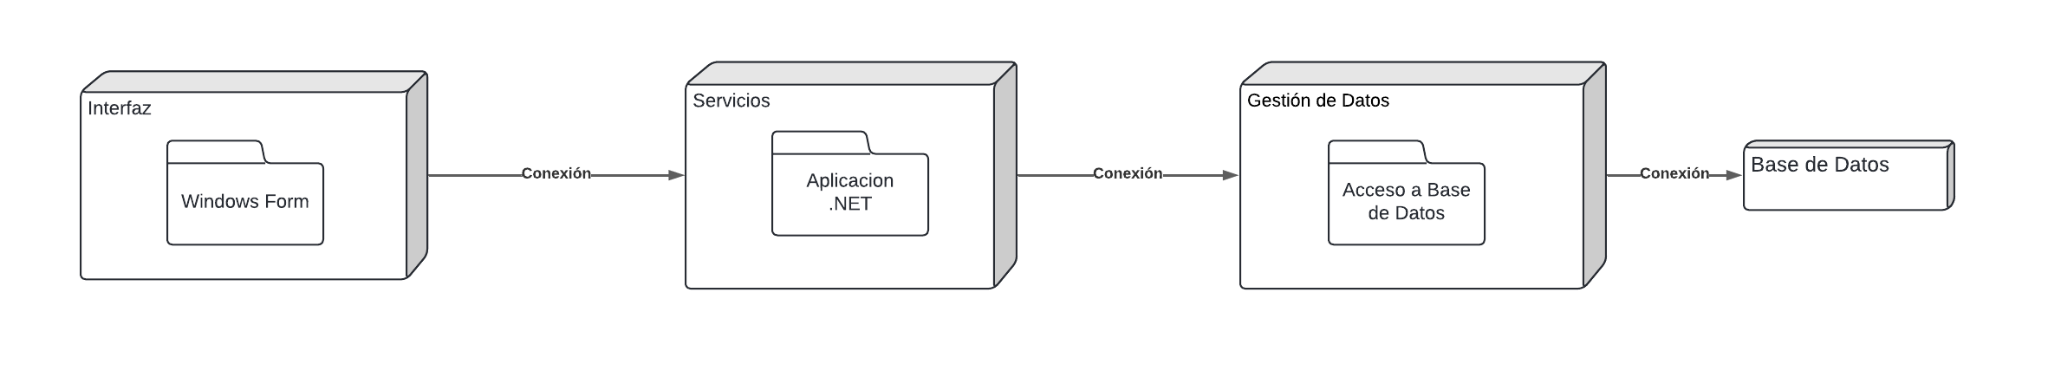 Interfaz
Windows Form
Conexión
Servicios
Aplicacion
.NET
Conexión
Gestión de Datos
Acceso a Base
de Datos
Conexión
Base de Datos